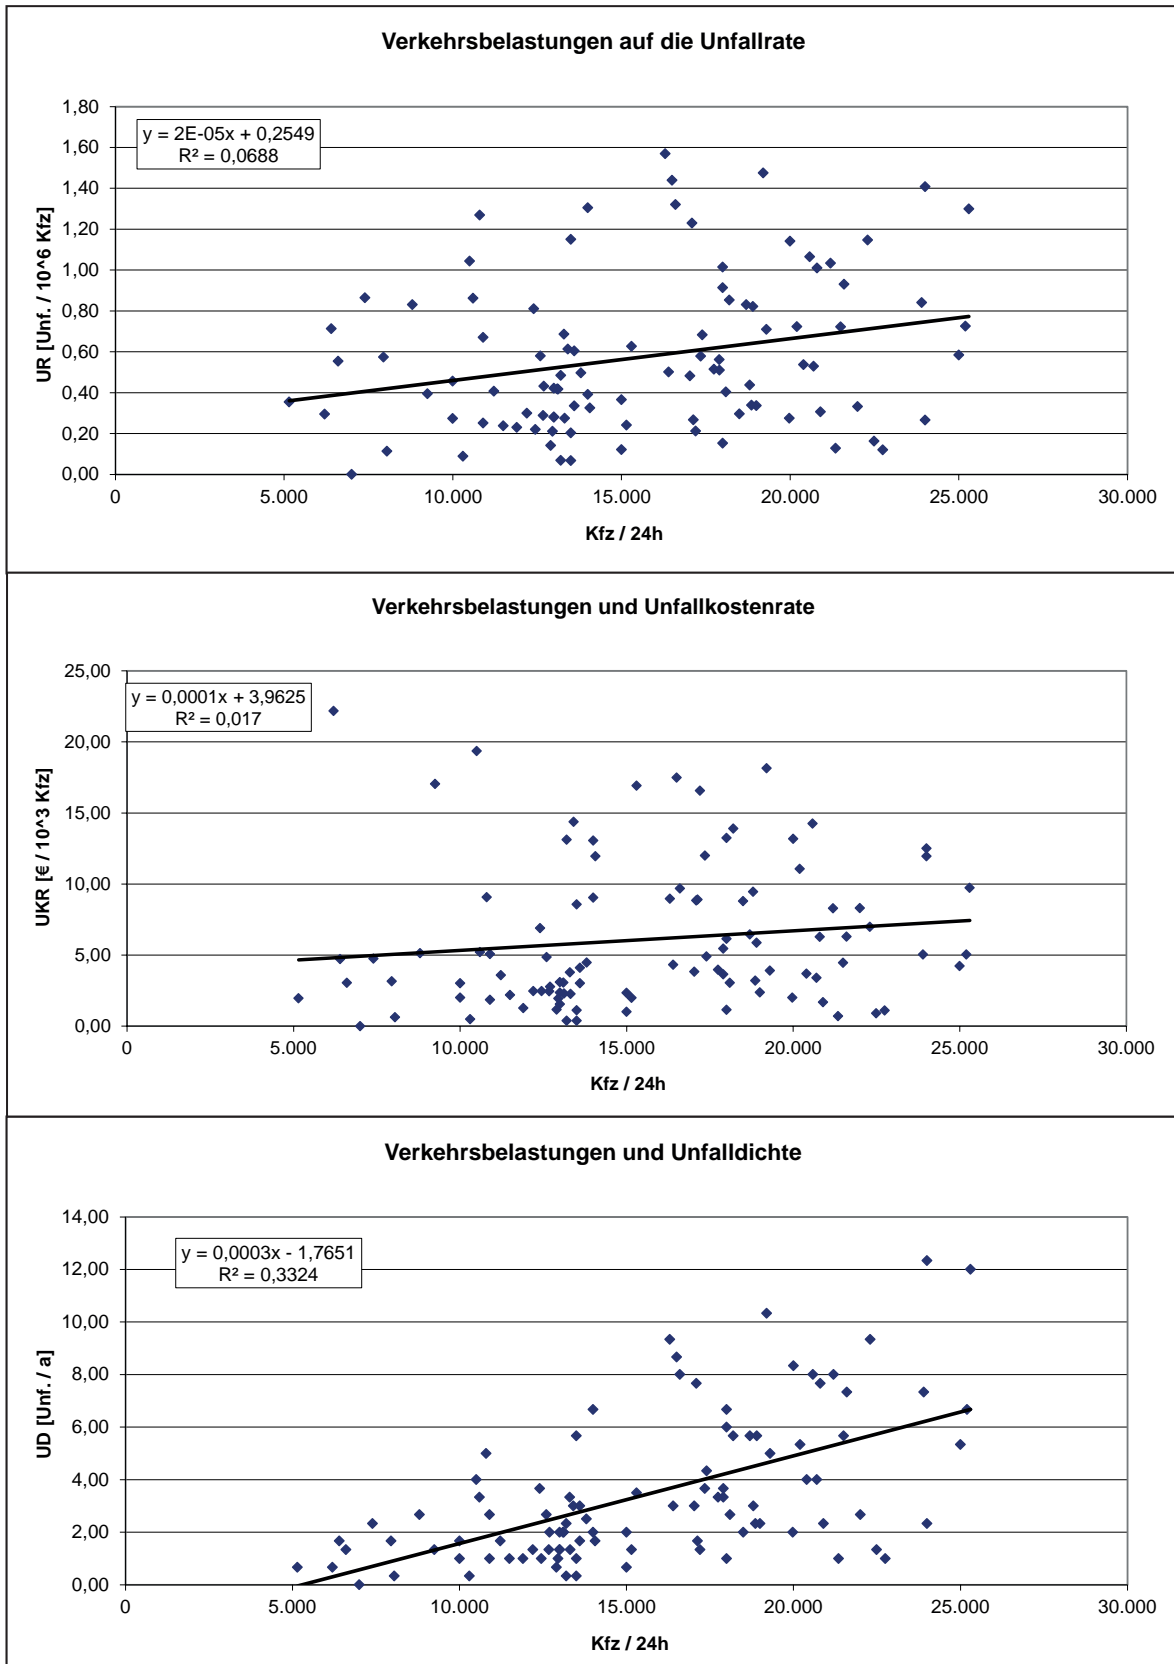 Verkehrsbelastungen auf die Unfallrate
y = 2E-05x + 0,2549
R² = 0,0688
UR [Unf. / 10^6 Kfz]
1,80
1,60
1,40
1,20
1,00
0,80
0,60
0,40
0,20
0,00
0 5.000 10.000 15.000 20.000 25.000 30.000
Kfz / 24h
Verkehrsbelastungen und Unfallkostenrate
y = 0,0001x + 3,9625
R² = 0,017
UKR [€ / 10^3 Kfz]
25,00
20,00
15,00
10,00
5,00
0,00
0 5.000 10.000 15.000 20.000 25.000 30.000
Kfz / 24h
Verkehrsbelastungen und Unfalldichte
y = 0,0003x - 1,7651
R² = 0,3324
UD [Unf. / a]
14,00
12,00
10,00
8,00
6,00
4,00
2,00
0,00
0 5.000 10.000 15.000 20.000 25.000 30.000
Kfz / 24h